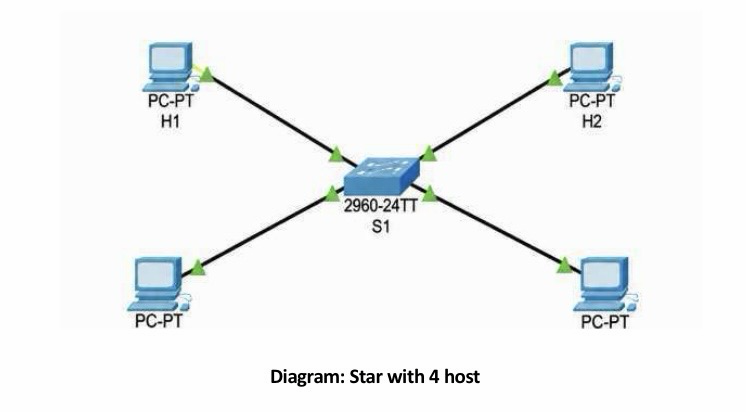 PC-PT
H1
PC-PT
H2
2960-24TT
S1
PC-PT
PC-PT
Diagram: Star with 4 host